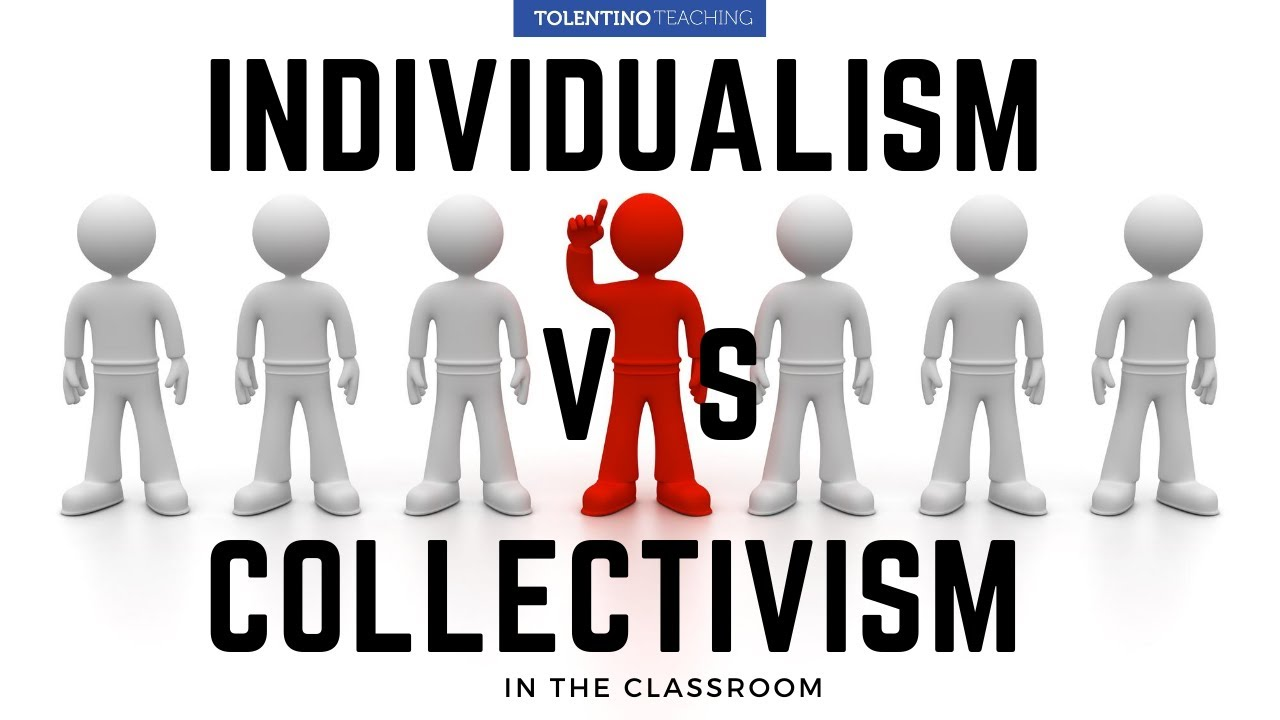 TOLENTINO TEACHING
INDIVIDUALISM
VS
COLLECTIVISM
IN THE CLASSROOM